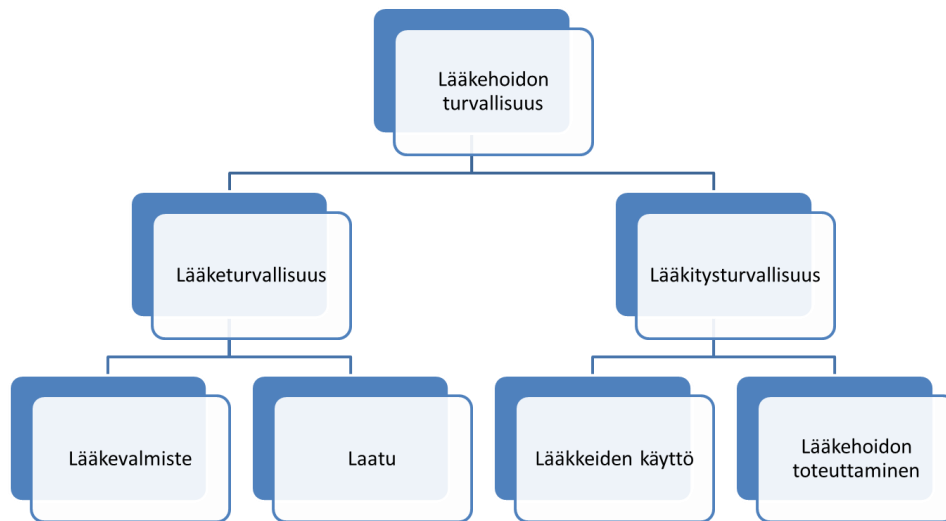 Lääkehoidon
turvallisuus
Lääketurvallisuus
Lääkitysturvallisuus
Lääkevalmiste
Laatu
Lääkkeiden käyttö
Lääkehoidon
toteuttaminen